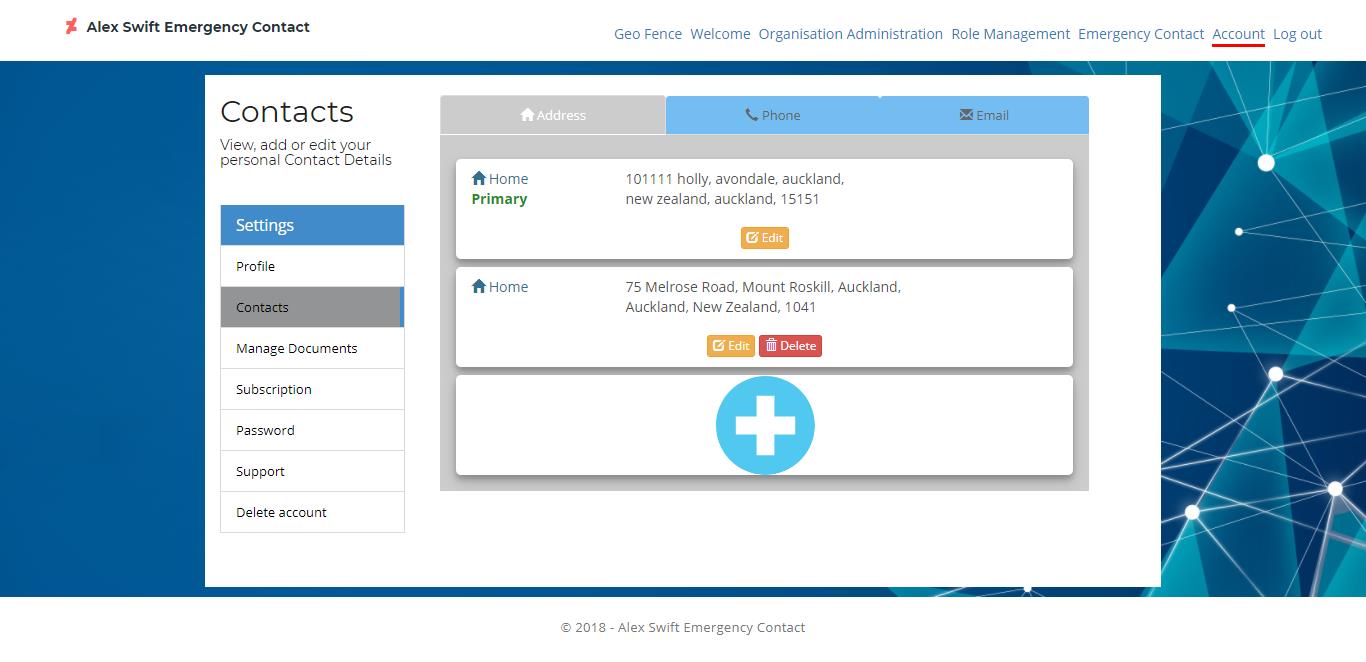 Alex Swift Emergency Contact
Geo Fence Welcome Organisation Administration Role Management Emergency Contact Account Log out
Contacts
View, add or edit your
personal Contact Details
Settings
Profile
Contacts
Manage Documents
Subscription
Password
Support
Delete account
Address Phone Email
Home
Primary
101111 holly, avondale, auckland,
new zealand, auckland, 15151
Edit
Home
75 Melrose Road, Mount Roskill, Auckland,
Auckland, New Zealand, 1041
Edit Delete
© 2018 - Alex Swift Emergency Contact